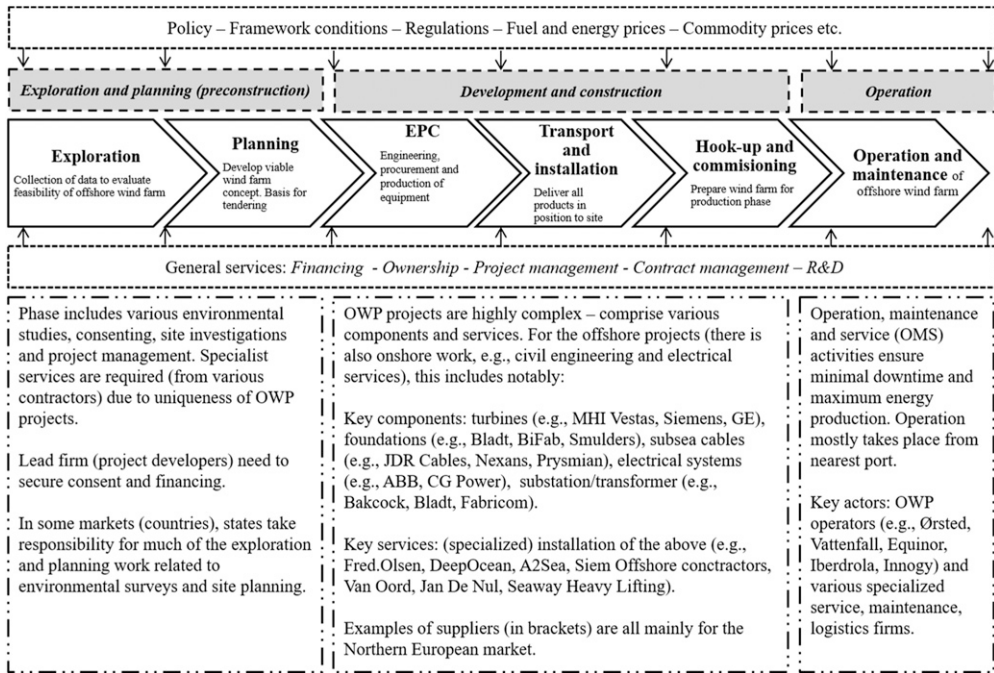 Policy – Framework conditions – Regulations – Fuel and energy prices – Commodity prices etc.
Exploration and planning (preconstruction)
Development and construction
Operation
Exploration
Collection of data to evaluate
feasibility of offshore wind farm
Planning
Develop viable
wind farm
concept. Basis for
tendering
EPC
Engineering,
procurement and
production of
equipment
Transport
and
installation
Deliver all
products in
position to site
Hook-up and
commisioning
Prepare wind farm for
production phase
Operation and
maintenance of
offshore wind farm
General services: Financing - Ownership - Project management - Contract management – R&D
Phase includes various environmental
studies, consenting, site investigations
and project management. Specialist
services are required (from various
contractors) due to uniqueness of OWP
projects.
Lead firm (project developers) need to
secure consent and financing.
In some markets (countries), states take
responsibility for much of the exploration
and planning work related to
environmental surveys and site planning.
OWP projects are highly complex – comprise various
components and services. For the offshore projects (there is
also onshore work, e.g., civil engineering and electrical
services), this includes notably:
Key components: turbines (e.g., MHI Vestas, Siemens, GE),
foundations (e.g., Bladt, BiFab, Smulders), subsea cables
(e.g., JDR Cables, Nexans, Prysmian), electrical systems
(e.g., ABB, CG Power), substation/transformer (e.g.,
Bakcock, Bladt, Fabricom).
Key services: (specialized) installation of the above (e.g.,
Fred.Olsen, DeepOcean, A2Sea, Siem Offshore conctractors,
Van Oord, Jan De Nul, Seaway Heavy Lifting).
Examples of suppliers (in brackets) are all mainly for the
Northern European market.
Operation, maintenance
and service (OMS)
activities ensure
minimal downtime and
maximum energy
production. Operation
mostly takes place from
nearest port.
Key actors: OWP
operators (e.g., Ørsted,
Vattenfall, Equinor,
Iberdrola, Innogy) and
various specialized
service, maintenance,
logistics firms.